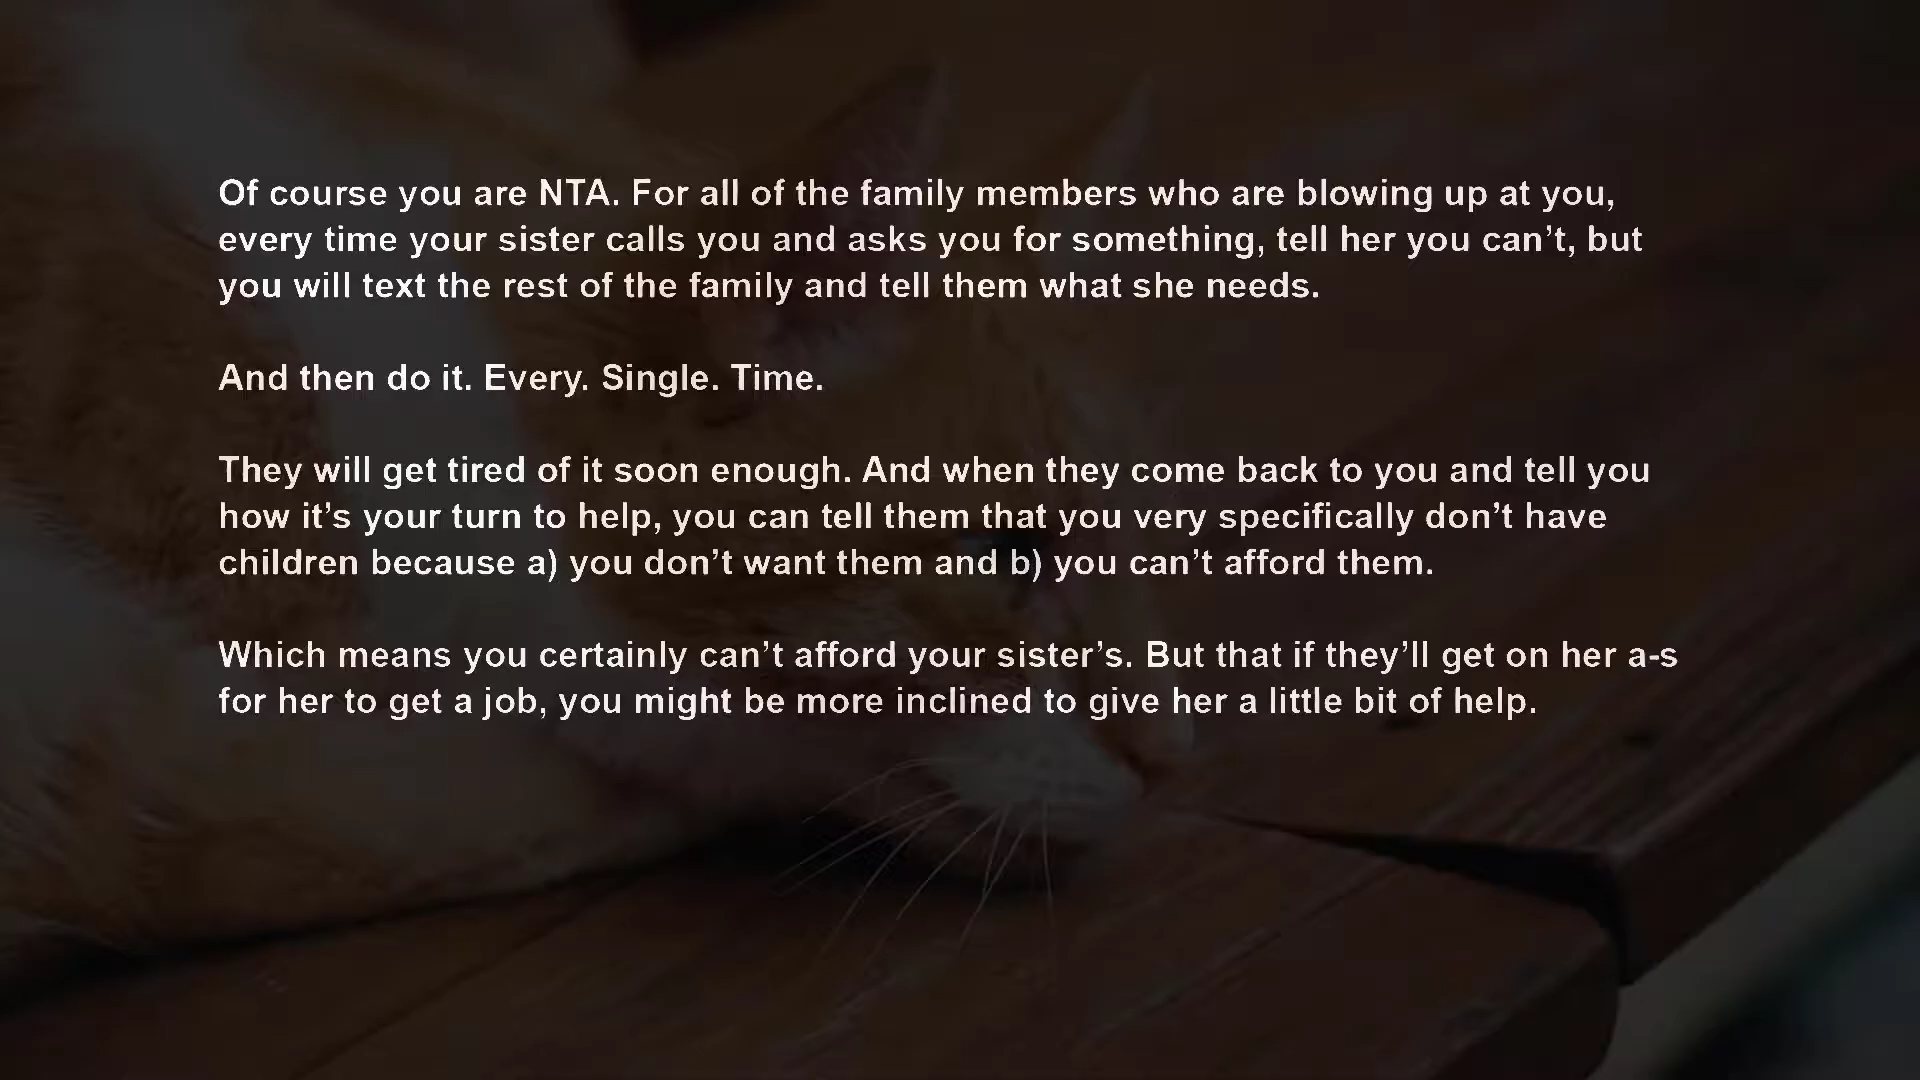 Of course you are NTA. For all of the family members who are blowing up at you,
every time your sister calls you and asks you for something, tell her you can’t, but
you will text the rest of the family and tell them what she needs.
And then do it. Every. Single. Time.
They will get tired of it soon enough. And when they come back to you and tell you
how it’s your turn to help, you can tell them that you very specifically don’t have
children because a) you don’t want them and b) you can’t afford them.
Which means you certainly can’t afford your sister’s. But that if they’ll get on her a-s
for her to get a job, you might be more inclined to give her a little bit of help.